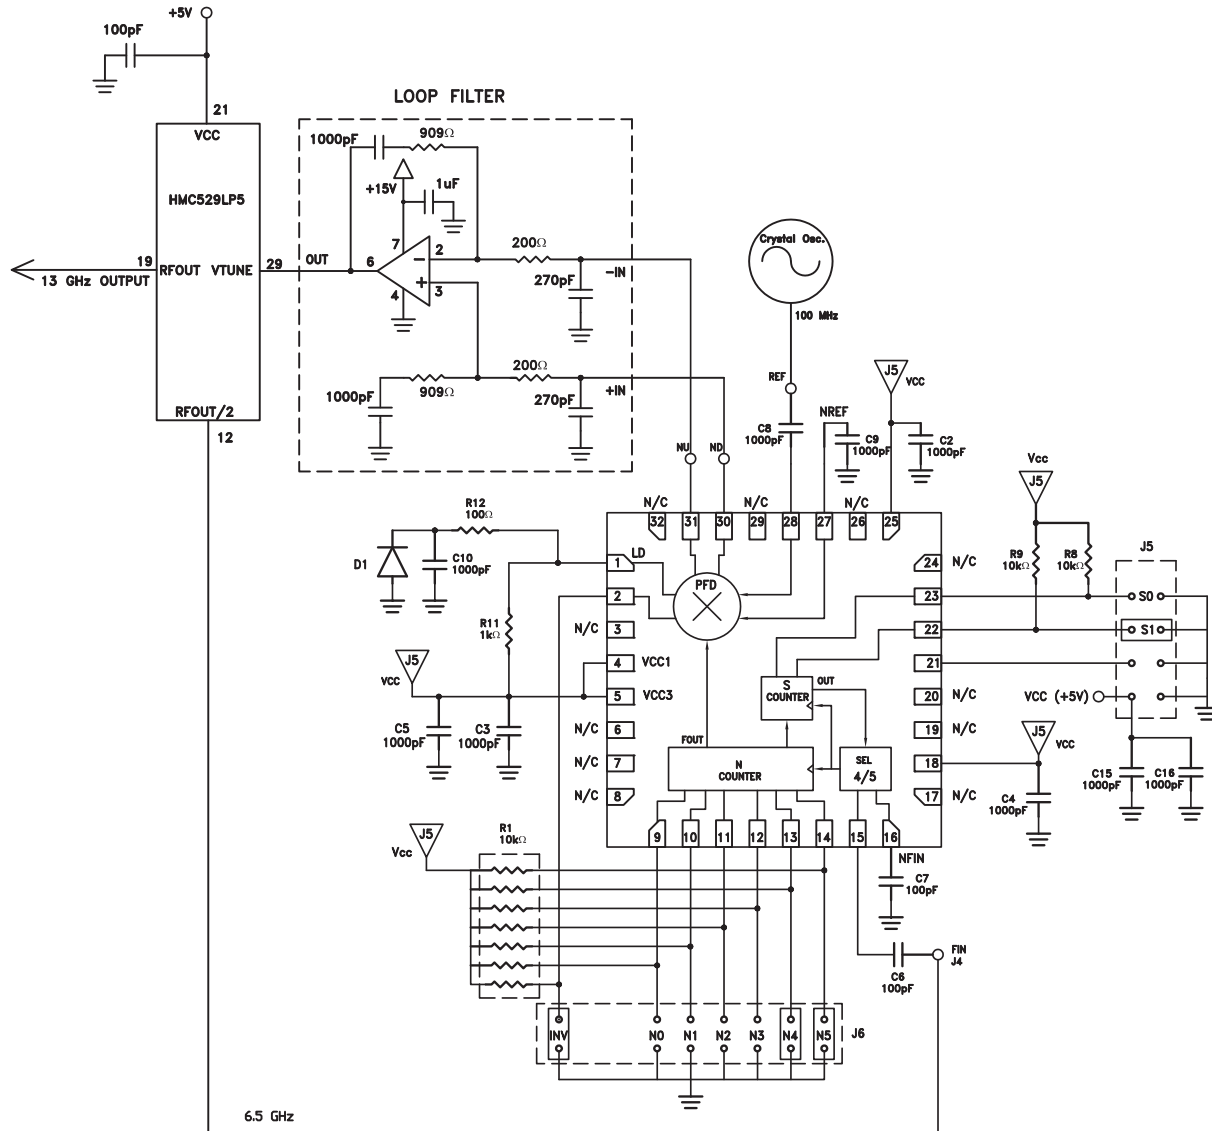 +5V
100pF
21
VCC
HMC529LP5
19
RFOUT VTUNE
29
13 GHz OUTPUT
RFOUT/2
12
LOOP FILTER
1000pF
909Ω
+15V
1uF
OUT
6
7
2
200Ω
-IN
270pF
4
3
-
+
1000pF
909Ω
200Ω
+IN
270pF
Crystal Osc.
100 MHz
REF
C8
1000pF
NREF
C9
1000pF
J5
VCC
C2
1000pF
NU
ND
N/C
32
31
30
N/C
29
28
27
N/C
26
25
R12
100Ω
D1
C10
1000pF
R11
1kΩ
1
LD
2
N/C
3
4
VCC1
5
VCC3
N/C
6
N/C
7
N/C
8
J5
VCC
C5
1000pF
C3
1000pF
PFD
S
COUNTER
OUT
FOUT
N
COUNTER
SEL
4/5
24
N/C
23
22
21
20
N/C
19
N/C
18
17
N/C
Vcc
J5
R9
10kΩ
R8
10kΩ
J5
S0
S1
VCC (+5V)
J5
VCC
C4
1000pF
C15
1000pF
C16
1000pF
9
10
11
12
13
14
15
16
NFIN
C7
100pF
J5
Vcc
R1
10kΩ
C6
100pF
FIN
J4
INV
N0
N1
N2
N3
N4
N5
J6
6.5 GHz